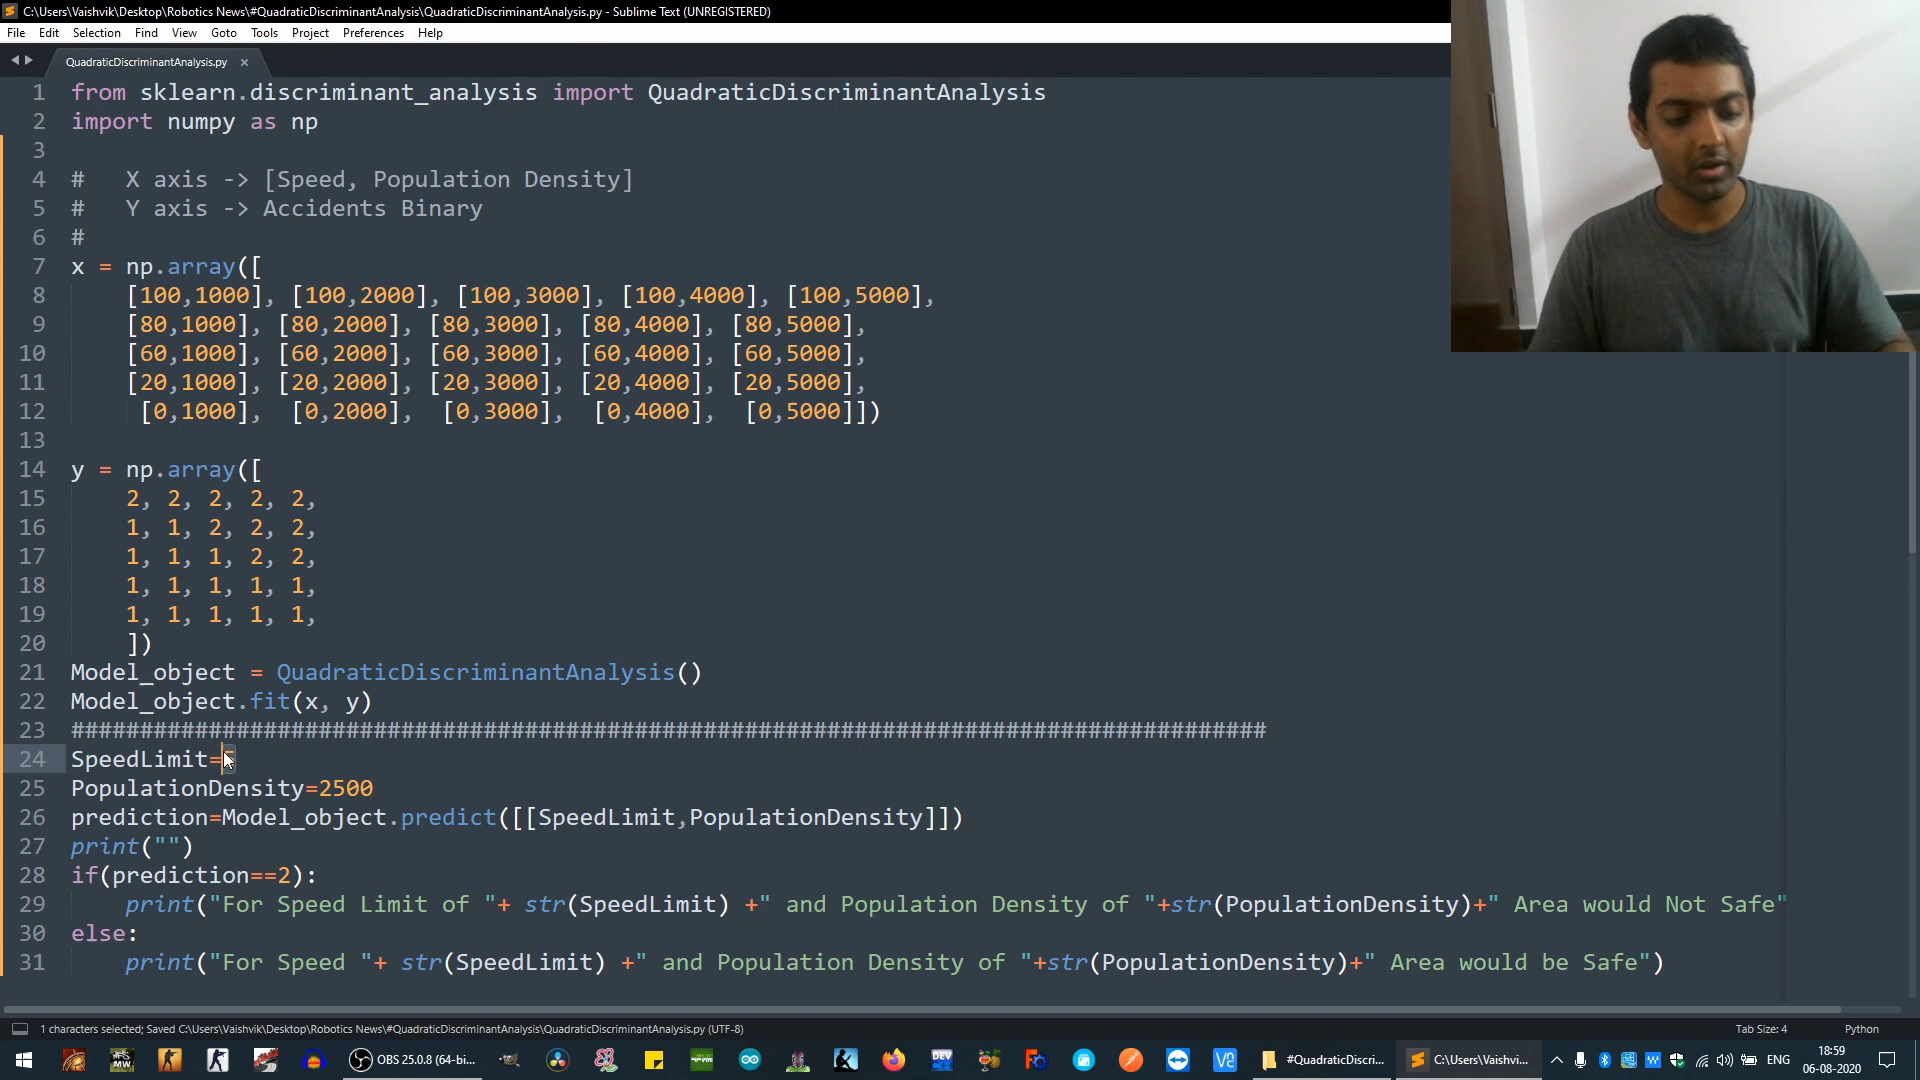 C:\Users\Vaishvik\Desktop\Robotics News\#QuadraticDiscriminantAnalysis\QuadraticDiscriminantAnalysis.py - Sublime Text (UNREGISTERED)
File Edit Selection Find View Goto Tools Project Preferences Help
QuadraticDiscriminantAnalysis.py ×
1 from sklearn.discriminant_analysis import QuadraticDiscriminantAnalysis
2 import numpy as np
3
4 #   X axis -> [Speed, Population Density]
5 #   Y axis -> Accidents Binary
6 #
7 x = np.array([
8     [100,1000], [100,2000], [100,3000], [100,4000], [100,5000],
9     [80,1000], [80,2000], [80,3000], [80,4000], [80,5000],
10     [60,1000], [60,2000], [60,3000], [60,4000], [60,5000],
11     [20,1000], [20,2000], [20,3000], [20,4000], [20,5000],
12      [0,1000],  [0,2000],  [0,3000],  [0,4000],  [0,5000]])
13
14 y = np.array([
15     2, 2, 2, 2, 2,
16     1, 1, 2, 2, 2,
17     1, 1, 1, 2, 2,
18     1, 1, 1, 1, 1,
19     1, 1, 1, 1, 1,
20     ])
21 Model_object = QuadraticDiscriminantAnalysis()
22 Model_object.fit(x, y)
23 #######################################################################################
24 SpeedLimit=
25 PopulationDensity=2500
26 prediction=Model_object.predict([[SpeedLimit,PopulationDensity]])
27 print("")
28 if(prediction==2):
29     print("For Speed Limit of "+ str(SpeedLimit) +" and Population Density of "+str(PopulationDensity)+" Area would Not Safe"
30 else:
31     print("For Speed "+ str(SpeedLimit) +" and Population Density of "+str(PopulationDensity)+" Area would be Safe")
1 characters selected; Saved C:\Users\Vaishvik\Desktop\Robotics News\#QuadraticDiscriminantAnalysis\QuadraticDiscriminantAnalysis.py (UTF-8) Tab Size: 4 Python
OBS 25.0.8 (64-bi... DEV #QuadraticDiscri... C:\Users\Vaishvi... ENG 18:59
06-08-2020